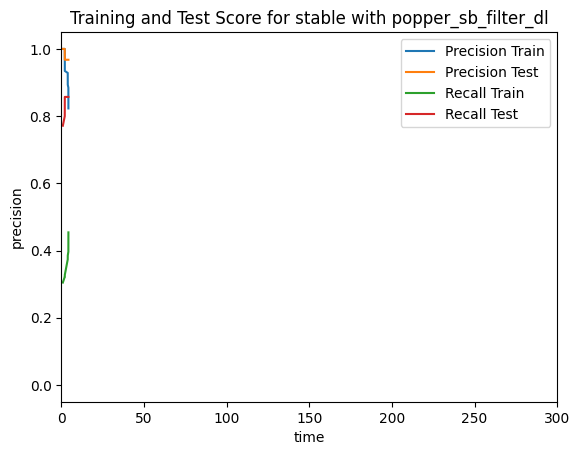 Training and Test Score for stable with popper_sb_filter_dl
1.0
0.8
0.6
0.4
0.2
0.0
precision
Precision Train
Precision Test
Recall Train
Recall Test
0 50 100 150 200 250 300
time